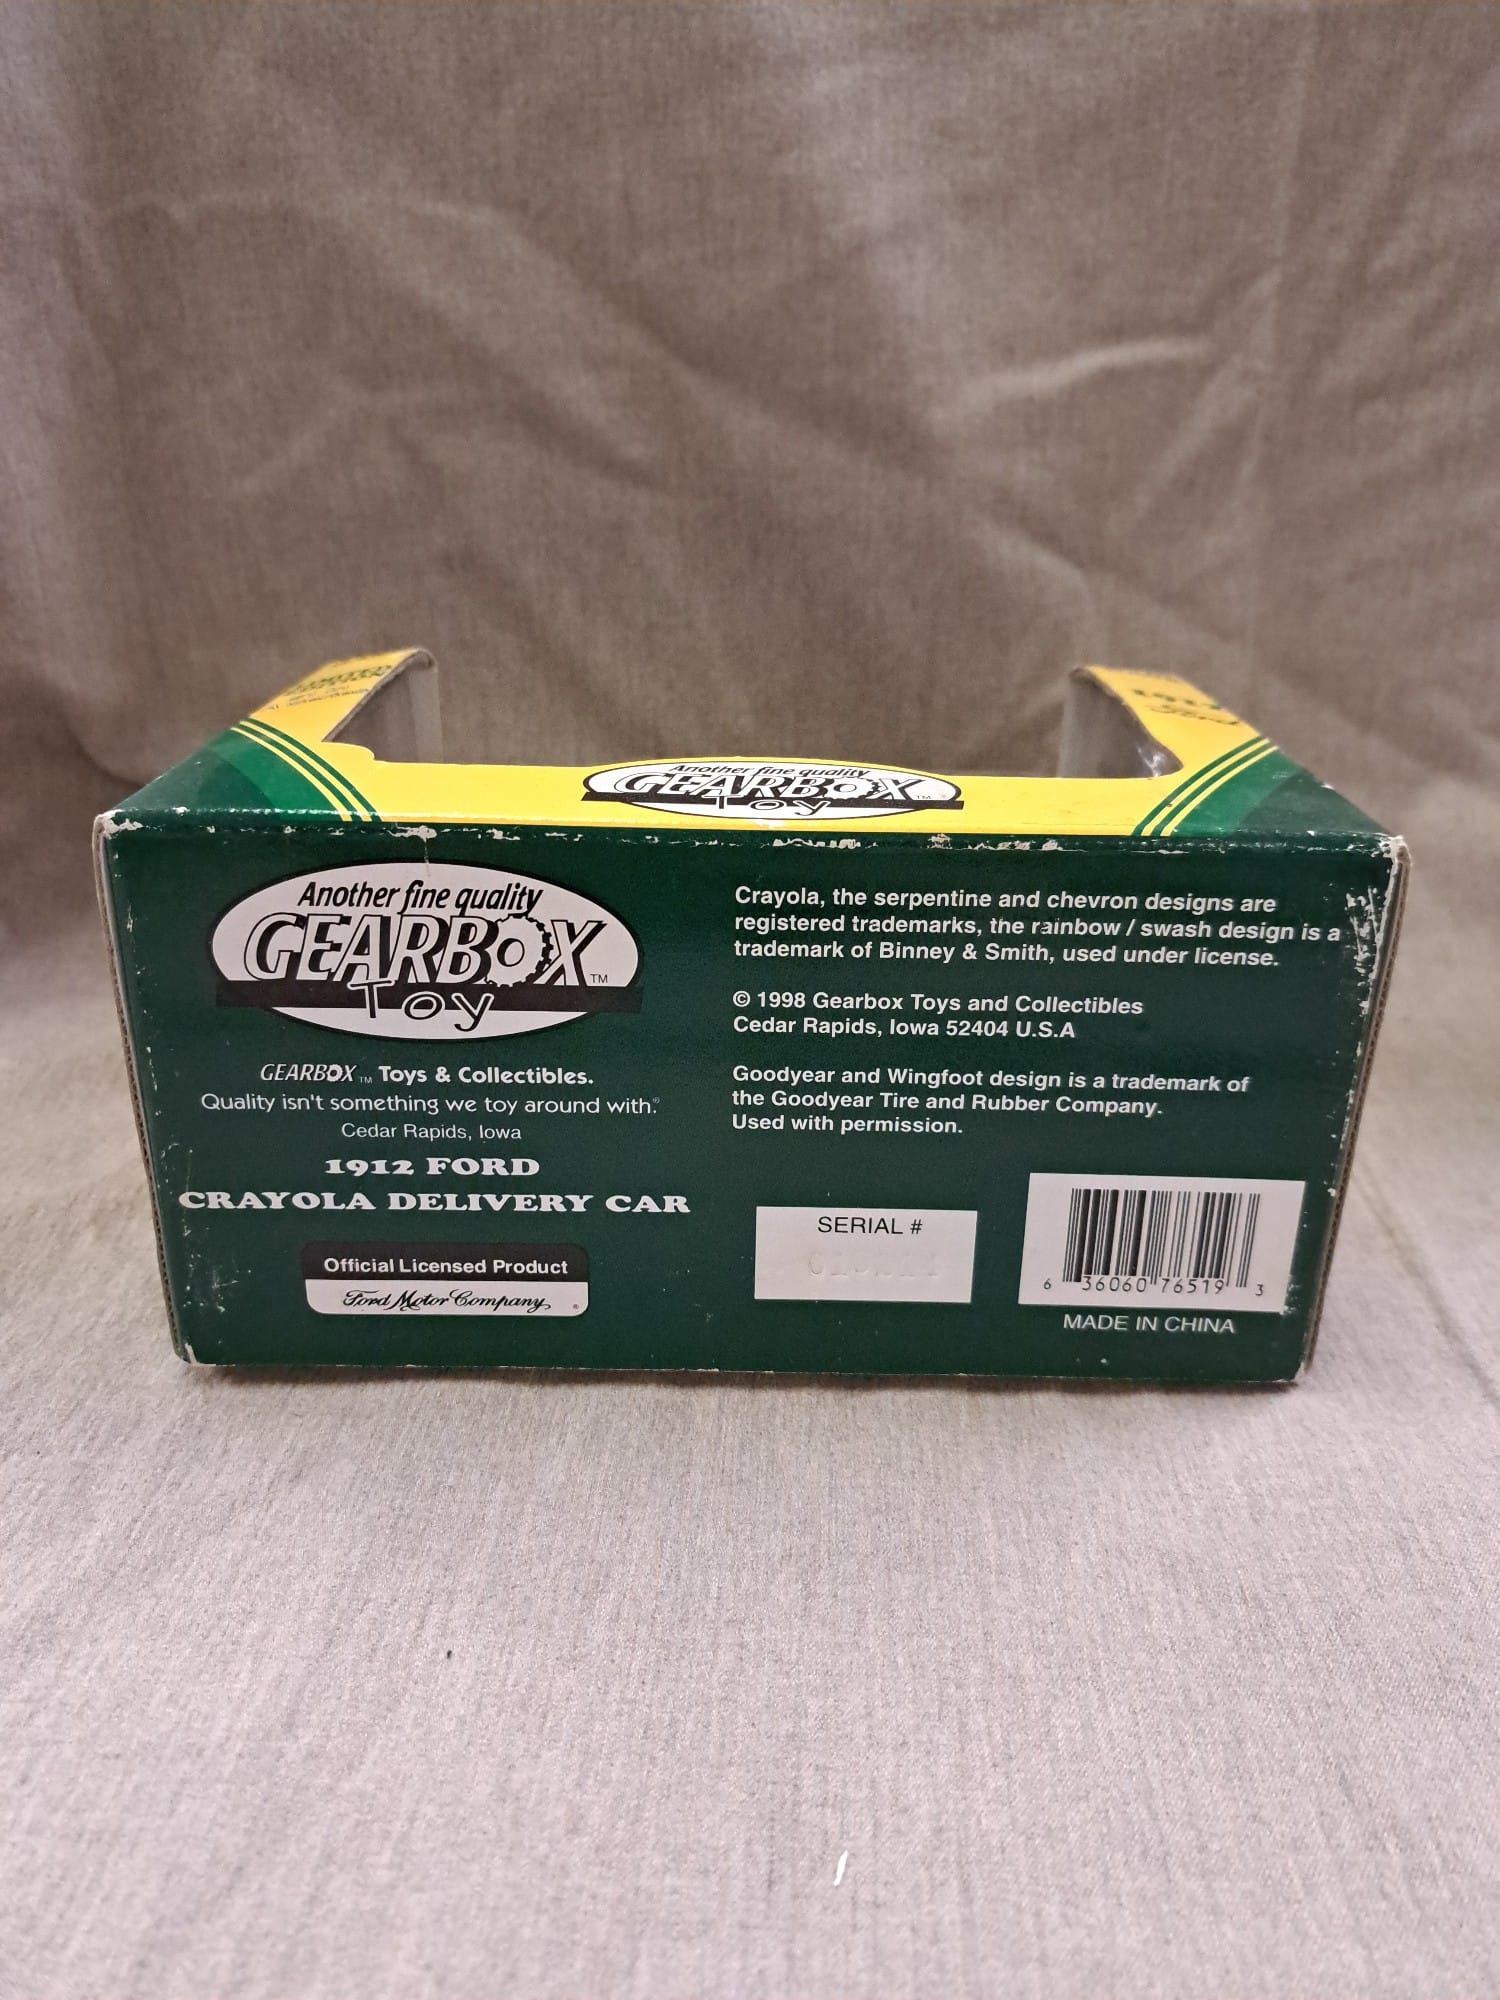 Another fine quality
GEARBOX™
Toy
Another fine quality
GEARBOX™
Toy
GEARBOX™ Toys & Collectibles.
Quality isn't something we toy around with.®
Cedar Rapids, Iowa
1912 FORD
CRAYOLA DELIVERY CAR
Official Licensed Product
Ford Motor Company ®
Crayola, the serpentine and chevron designs are
registered trademarks, the rainbow / swash design is a
trademark of Binney & Smith, used under license.
© 1998 Gearbox Toys and Collectibles
Cedar Rapids, Iowa 52404 U.S.A
Goodyear and Wingfoot design is a trademark of
the Goodyear Tire and Rubber Company.
Used with permission.
SERIAL #
6 36060 76519 3
MADE IN CHINA